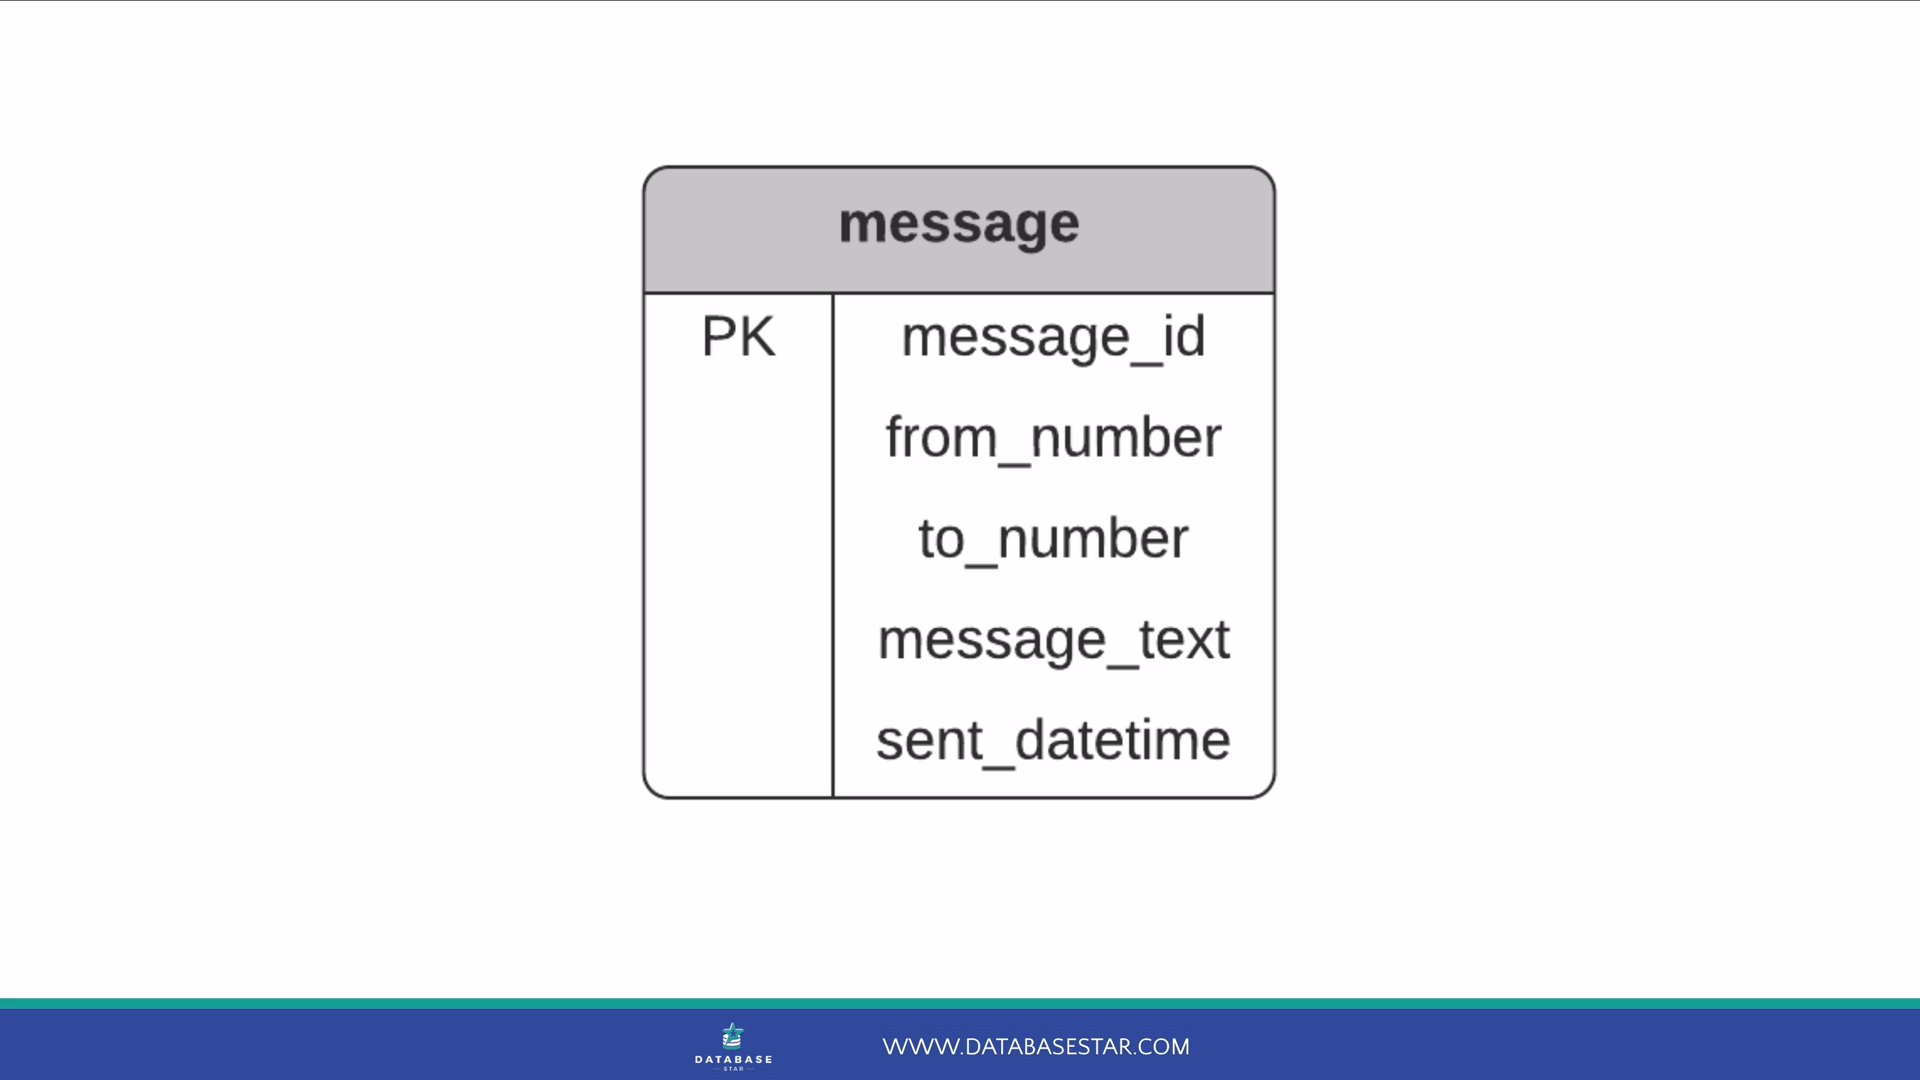 message
PK message_id
from_number
to_number
message_text
sent_datetime
DATABASE
STAR
WWW.DATABASESTAR.COM